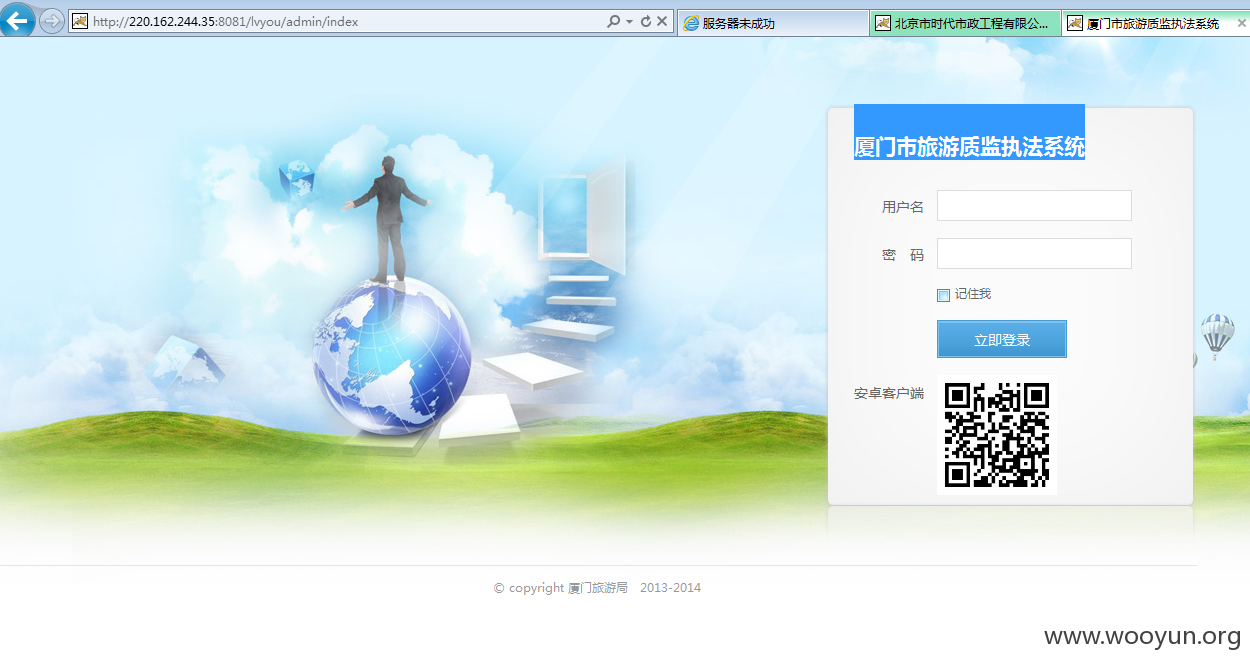 http://220.162.244.35:8081/lvyou/admin/index
服务器未成功
北京市时代市政工程有限公...
厦门市旅游质监执法系统
厦门市旅游质监执法系统
用户名
密 码
记住我
立即登录
安卓客户端
© copyright 厦门旅游局 2013-2014
www.wooyun.org